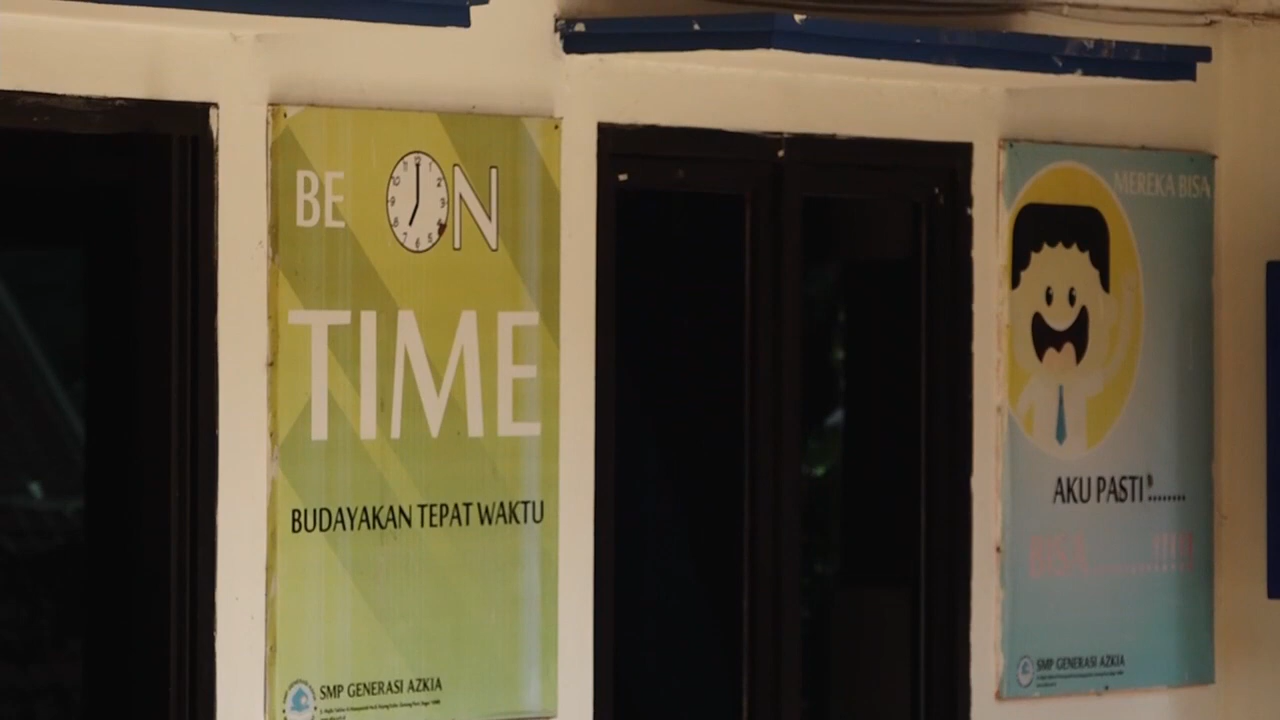 BE ON
TIME
BUDAYAKAN TEPAT WAKTU
SMP GENERASI AZKIA
MEREKA BISA
AKU PASTI .......
BISA..........!!!!!
SMP GENERASI AZKIA